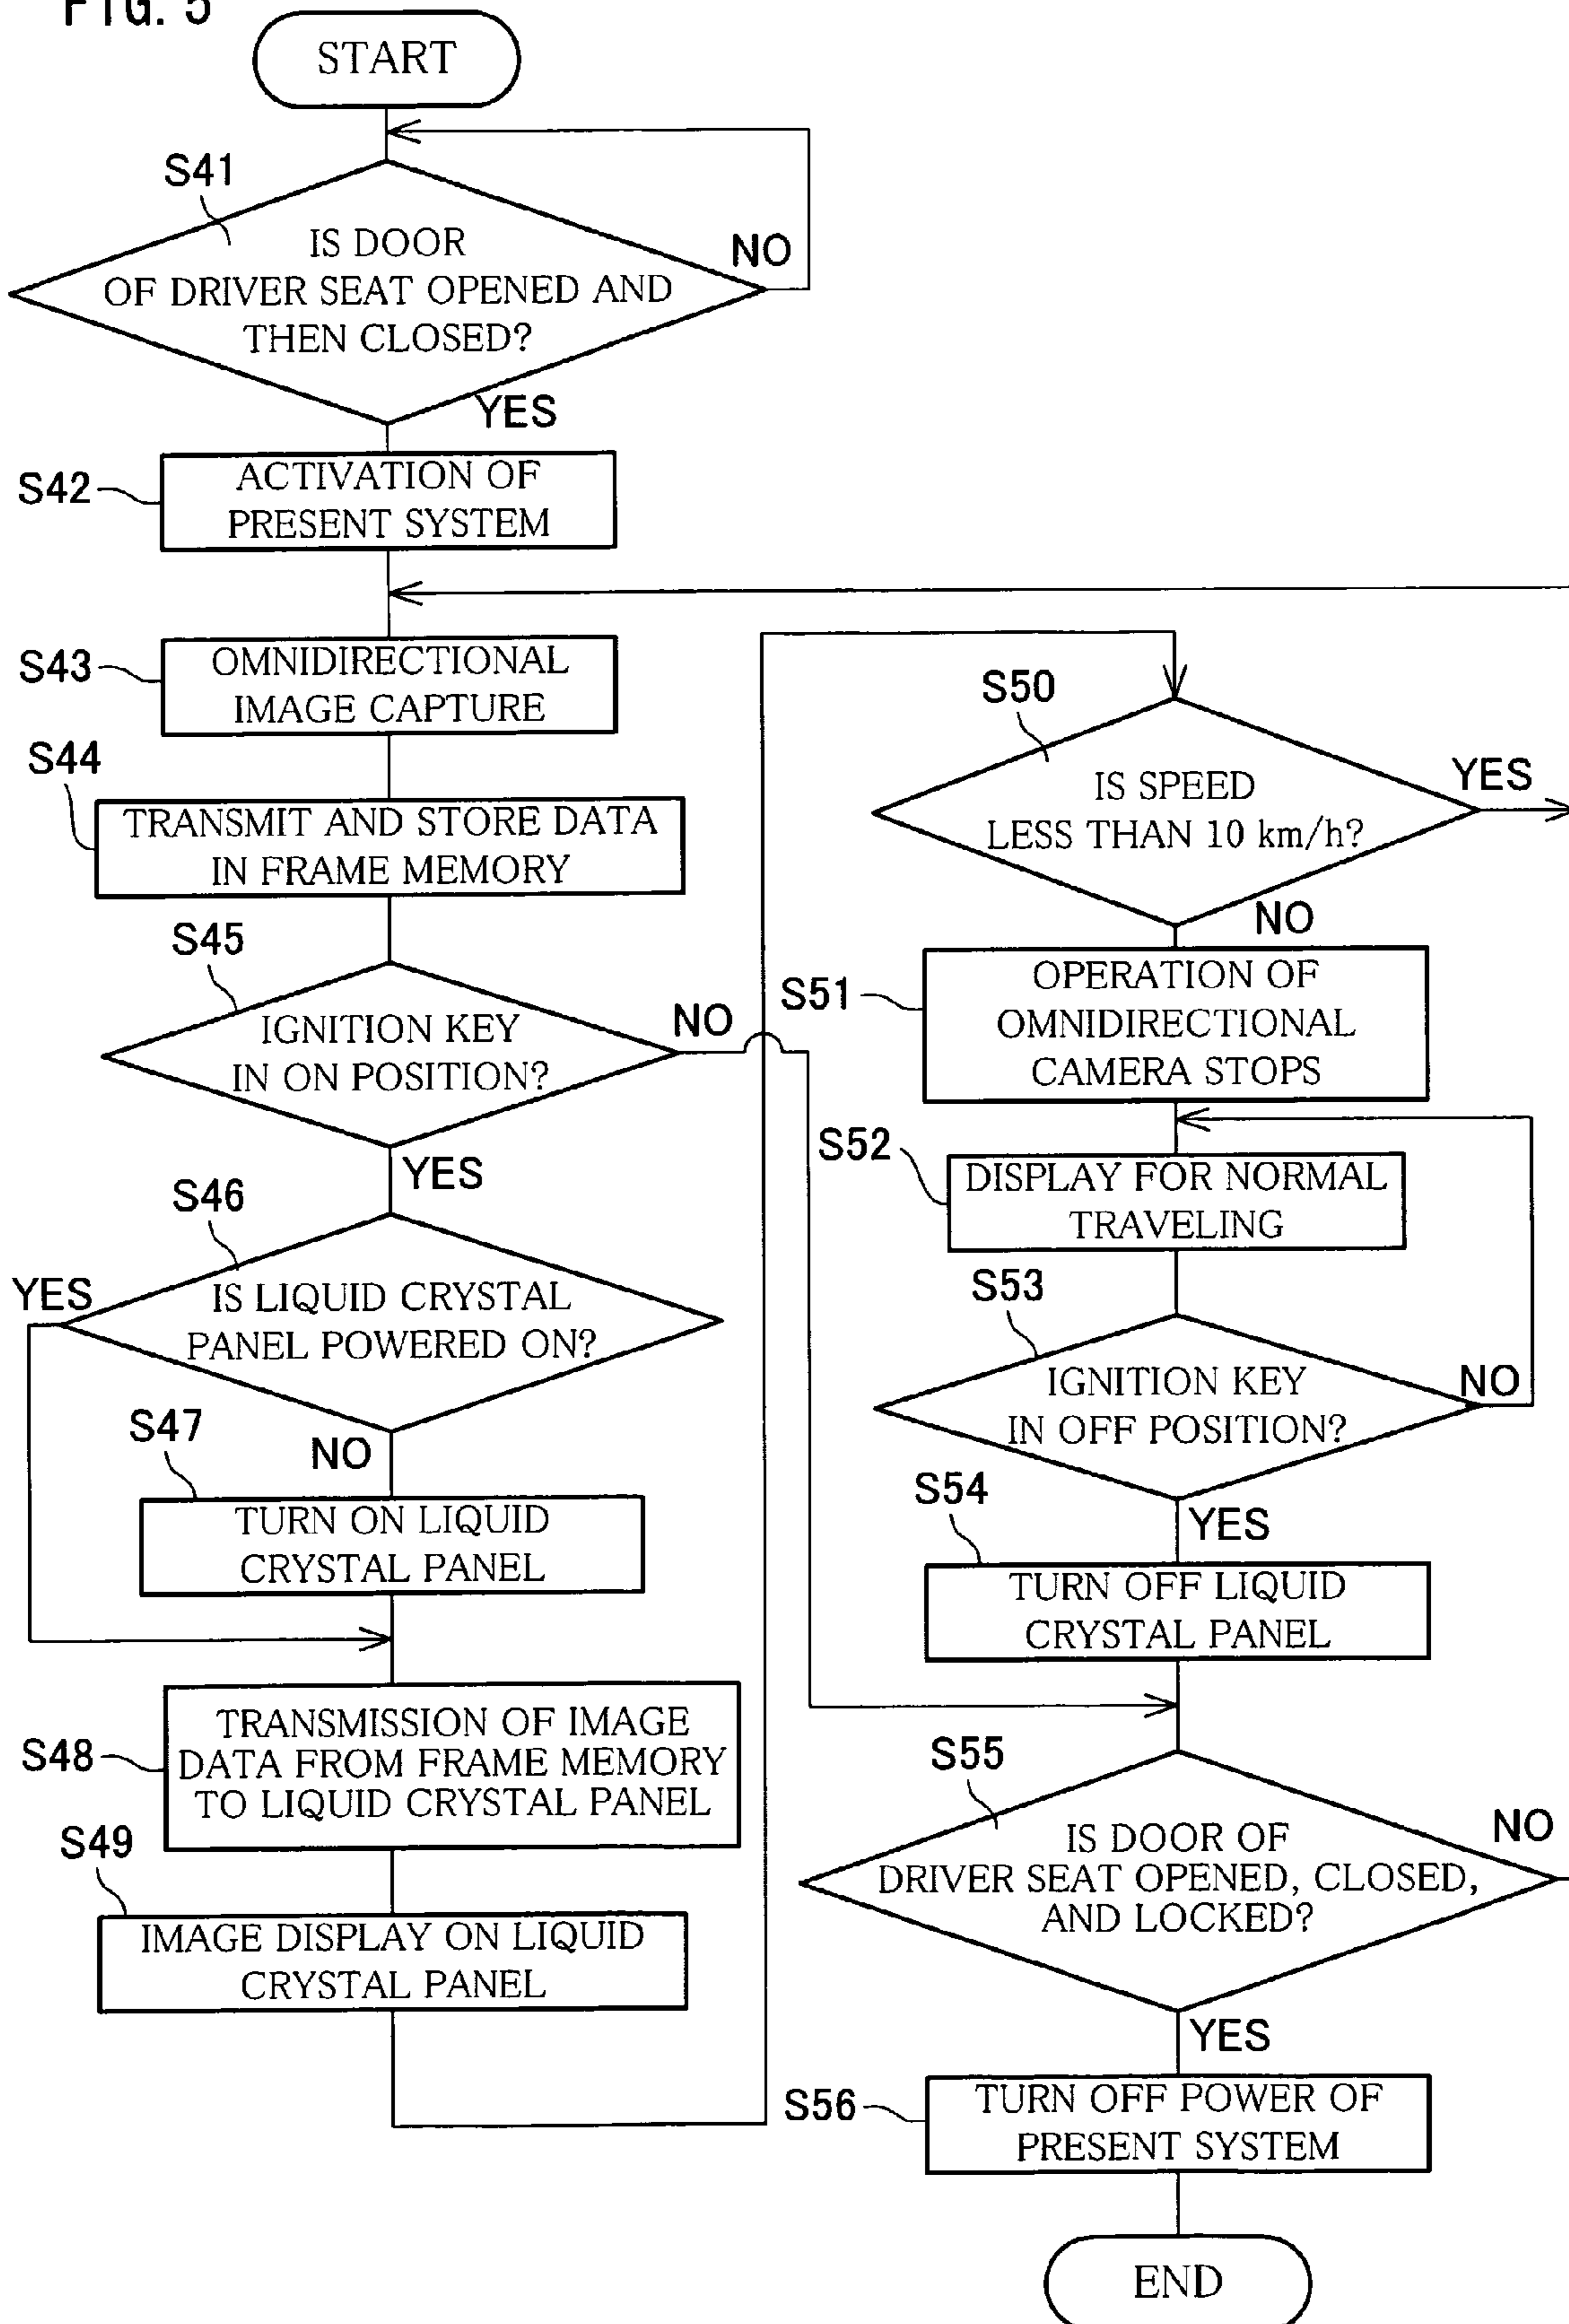 FIG. 5
START
S41
IS DOOR
OF DRIVER SEAT OPENED AND
THEN CLOSED?
NO
YES
S42
ACTIVATION OF
PRESENT SYSTEM
S43
OMNIDIRECTIONAL
IMAGE CAPTURE
S44
TRANSMIT AND STORE DATA
IN FRAME MEMORY
S45
IGNITION KEY
IN ON POSITION?
NO
YES
S46
IS LIQUID CRYSTAL
PANEL POWERED ON?
YES
NO
S47
TURN ON LIQUID
CRYSTAL PANEL
S48
TRANSMISSION OF IMAGE
DATA FROM FRAME MEMORY
TO LIQUID CRYSTAL PANEL
S49
IMAGE DISPLAY ON LIQUID
CRYSTAL PANEL
S50
IS SPEED
LESS THAN 10 km/h?
YES
NO
S51
OPERATION OF
OMNIDIRECTIONAL
CAMERA STOPS
S52
DISPLAY FOR NORMAL
TRAVELING
S53
IGNITION KEY
IN OFF POSITION?
NO
YES
S54
TURN OFF LIQUID
CRYSTAL PANEL
S55
IS DOOR OF
DRIVER SEAT OPENED, CLOSED,
AND LOCKED?
NO
YES
S56
TURN OFF POWER OF
PRESENT SYSTEM
END